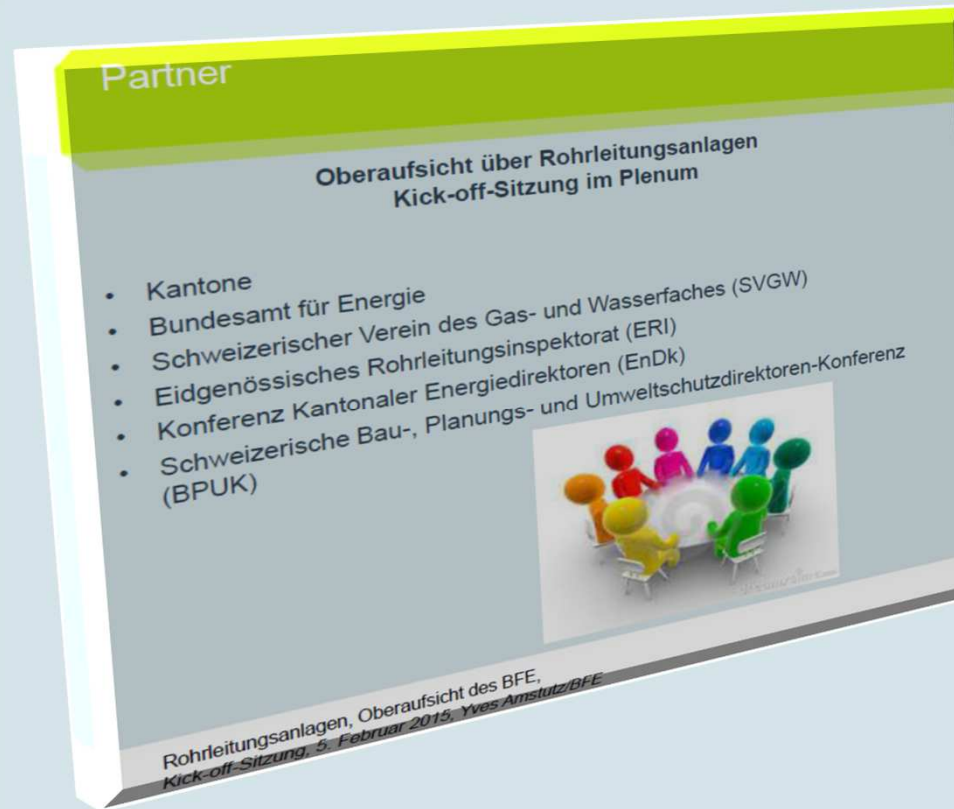 Partner
Oberaufsicht über Rohrleitungsanlagen
Kick-off-Sitzung im Plenum
• Kantone
• Bundesamt für Energie
• Schweizerischer Verein des Gas- und Wasserfaches (SVGW)
• Eidgenössisches Rohrleitungsinspektorat (ERI)
• Konferenz Kantonaler Energiedirektoren (EnDk)
• Schweizerische Bau-, Planungs- und Umweltschutzdirektoren-Konferenz
(BPUK)
Rohrleitungsanlagen, Oberaufsicht des BFE,
Kick-off-Sitzung, 5. Februar 2015, Yves Amstutz/BFE